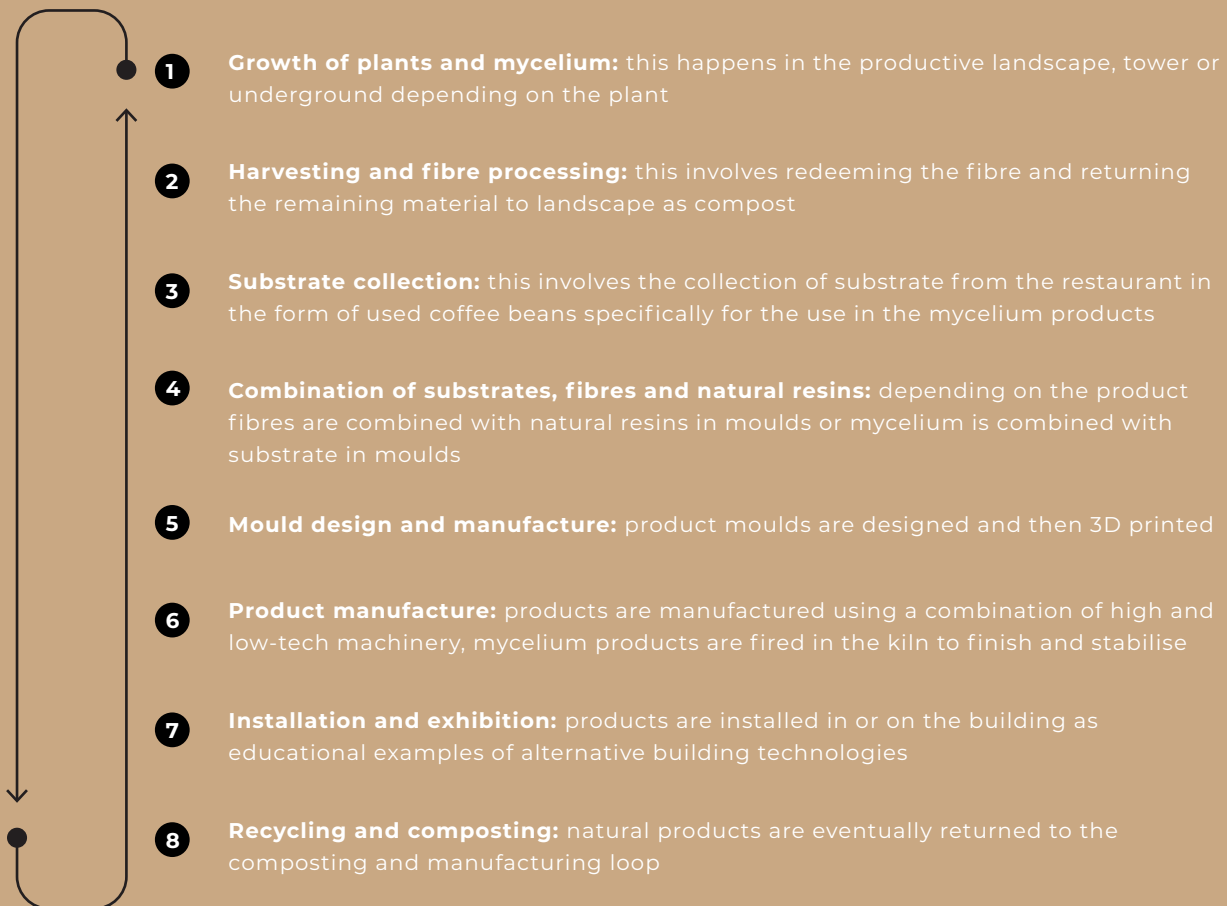 1 Growth of plants and mycelium: this happens in the productive landscape, tower or
underground depending on the plant
2 Harvesting and fibre processing: this involves redeeming the fibre and returning
the remaining material to landscape as compost
3 Substrate collection: this involves the collection of substrate from the restaurant in
the form of used coffee beans specifically for the use in the mycelium products
4 Combination of substrates, fibres and natural resins: depending on the product
fibres are combined with natural resins in moulds or mycelium is combined with
substrate in moulds
5 Mould design and manufacture: product moulds are designed and then 3D printed
6 Product manufacture: products are manufactured using a combination of high and
low-tech machinery, mycelium products are fired in the kiln to finish and stabilise
7 Installation and exhibition: products are installed in or on the building as
educational examples of alternative building technologies
8 Recycling and composting: natural products are eventually returned to the
composting and manufacturing loop